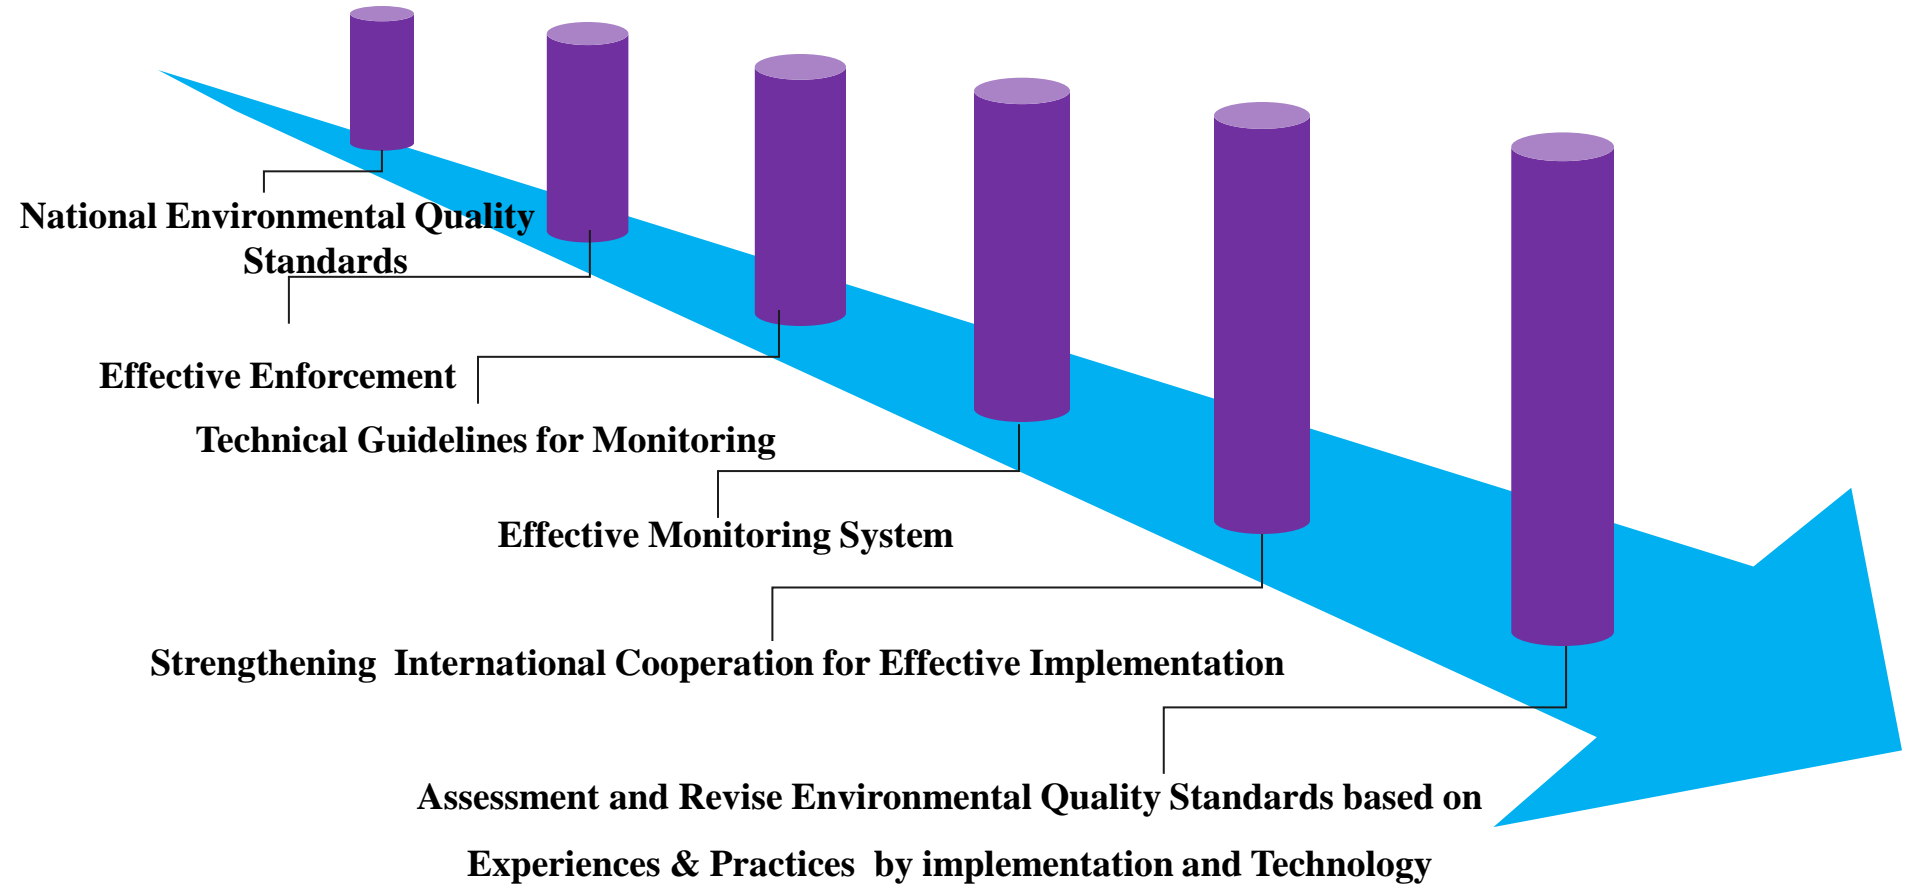 National Environmental Quality
Standards
Effective Enforcement
Technical Guidelines for Monitoring
Effective Monitoring System
Strengthening  International Cooperation for Effective Implementation
Assessment and Revise Environmental Quality Standards based on
Experiences & Practices  by implementation and Technology